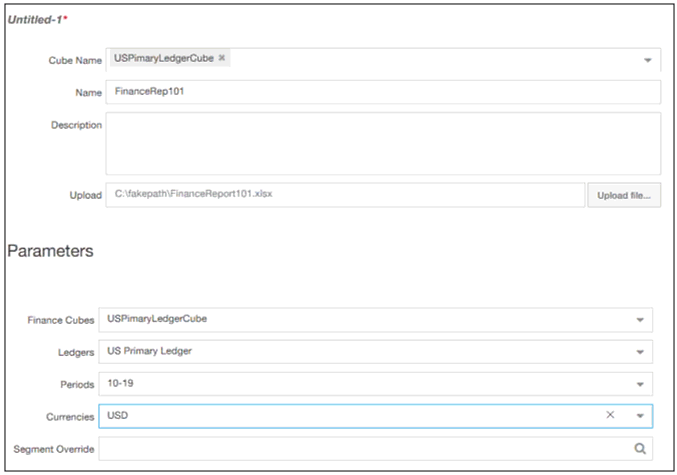 Untitled-1*
Cube Name USPimaryLedgerCube ×
Name FinanceRep101
Description
Upload C:\fakepath\FinanceReport101.xlsx Upload file...
Parameters
Finance Cubes USPimaryLedgerCube
Ledgers US Primary Ledger
Periods 10-19
Currencies USD ×
Segment Override